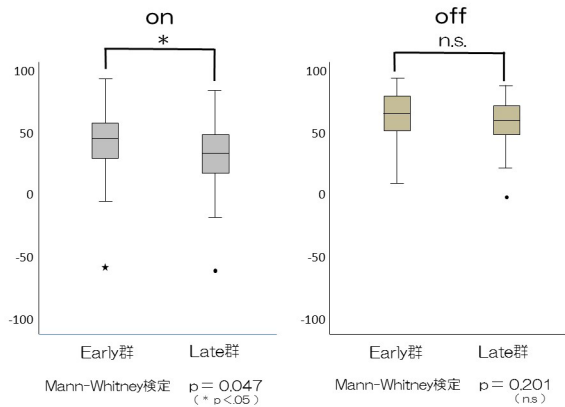 on
*
100
50
0
-50
-100
Early群 Late群
Mann-Whitney検定 p = 0.047
( * p <.05 )
off
n.s.
100
50
0
-50
-100
Early群 Late群
Mann-Whitney検定 p = 0.201
( n.s )